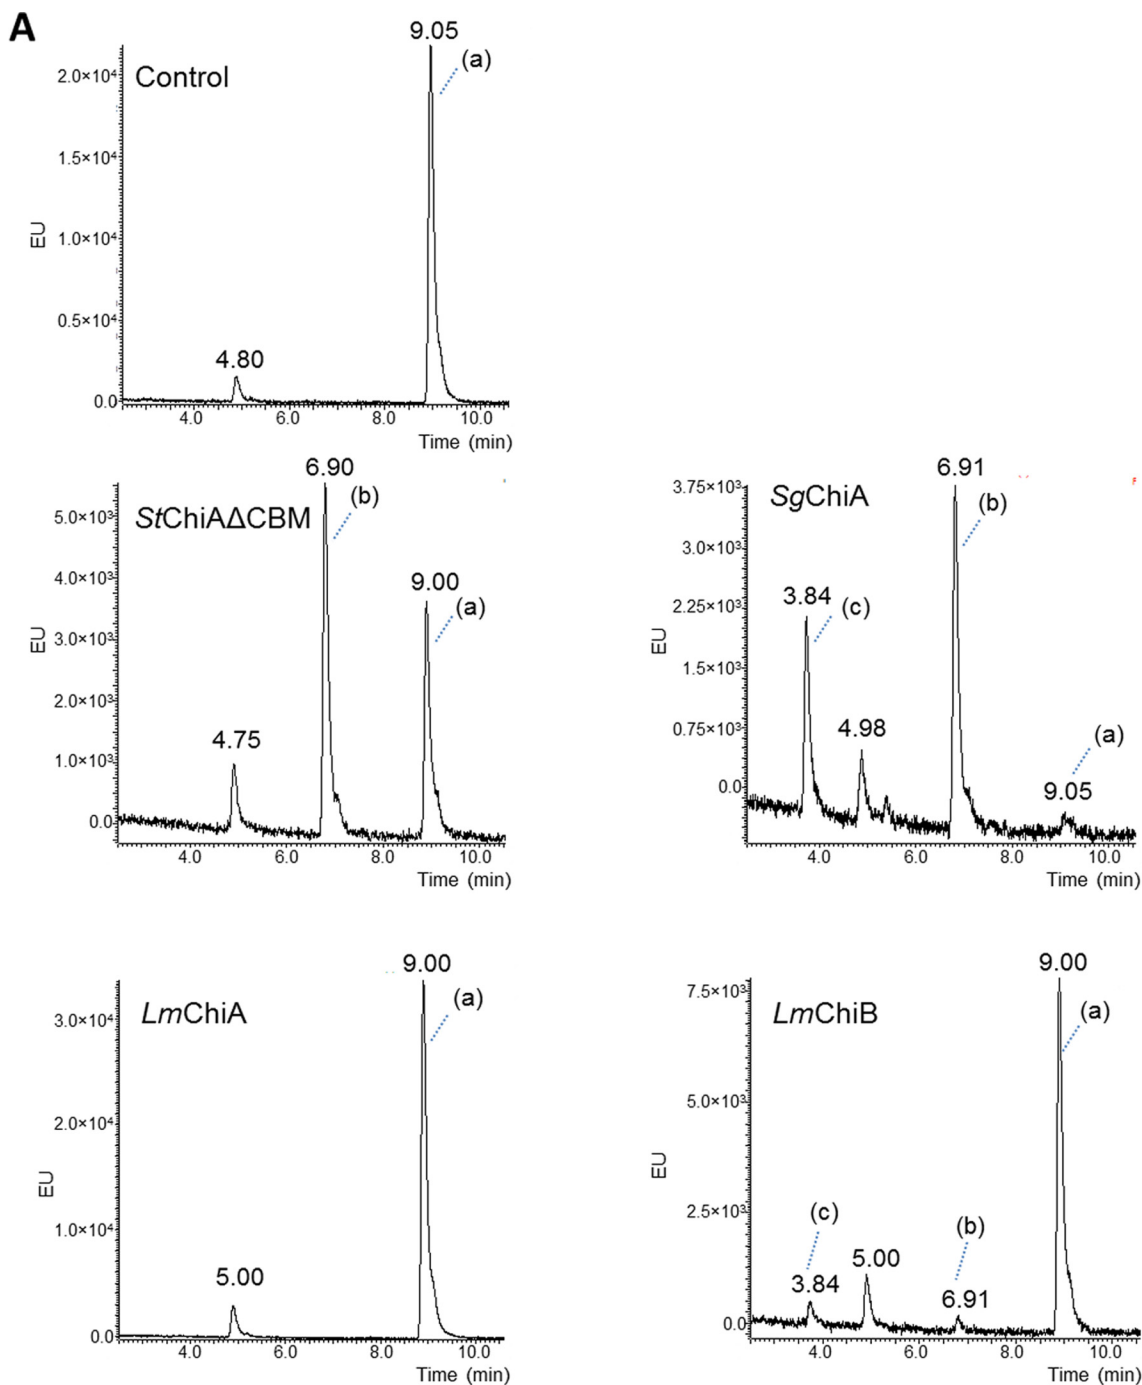 A
Control
9.05
(a)
2.0×10⁴
1.5×10⁴
1.0×10⁴
0.5×10⁴
0.0
EU
4.80
4.0
6.0
8.0
10.0
Time (min)
StChiAΔCBM
6.90
(b)
9.00
(a)
4.75
5.0×10³
4.0×10³
3.0×10³
2.0×10³
1.0×10³
0.0
EU
4.0
6.0
8.0
10.0
Time (min)
SgChiA
6.91
(b)
3.84
(c)
4.98
(a)
9.05
3.75×10³
3.0×10³
2.25×10³
1.5×10³
0.75×10³
0.0
EU
4.0
6.0
8.0
10.0
Time (min)
LmChiA
9.00
(a)
5.00
3.0×10⁴
2.0×10⁴
1.0×10⁴
0.0
EU
4.0
6.0
8.0
10.0
Time (min)
LmChiB
9.00
(a)
(c)
3.84
5.00
(b)
6.91
7.5×10³
5.0×10³
2.5×10³
0.0
EU
4.0
6.0
8.0
10.0
Time (min)